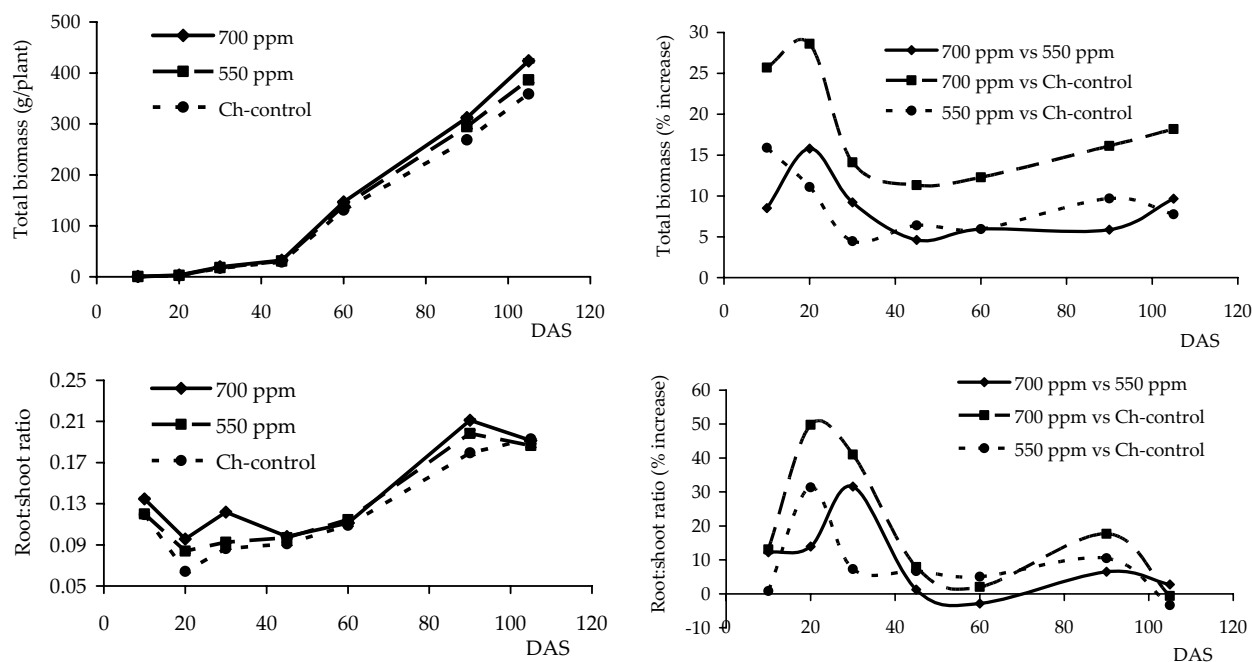 Total biomass (g/plant)
500
400
300
200
100
0
0 20 40 60 80 100 120
DAS
700 ppm
550 ppm
Ch-control
Total biomass (% increase)
30
25
20
15
10
5
0
0 20 40 60 80 100 120
DAS
700 ppm vs 550 ppm
700 ppm vs Ch-control
550 ppm vs Ch-control
Root:shoot ratio
0.25
0.21
0.17
0.13
0.09
0.05
0 20 40 60 80 100 120
DAS
700 ppm
550 ppm
Ch-control
Root:shoot ratio (% increase)
60
50
40
30
20
10
0
-10
0 20 40 60 80 100 120
DAS
700 ppm vs 550 ppm
700 ppm vs Ch-control
550 ppm vs Ch-control